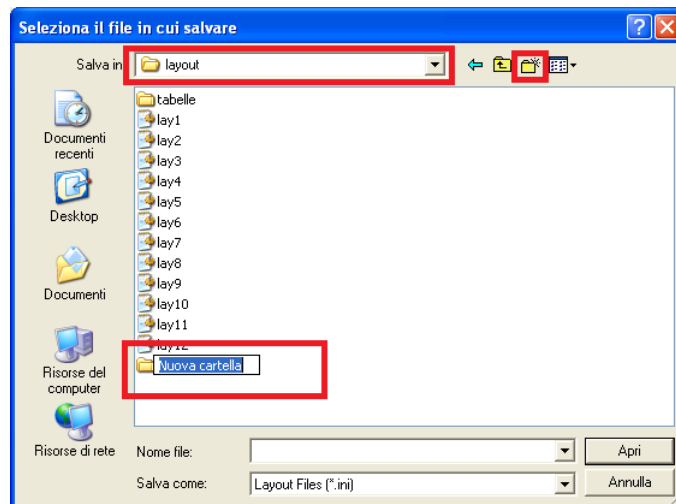 Seleziona il file in cui salvare
Salva in
layout
Documenti
recenti
Desktop
Documenti
Risorse del
computer
Risorse di rete
tabelle
lay1
lay2
lay3
lay4
lay5
lay6
lay7
lay8
lay9
lay10
lay11
lay12
Nuova cartella
Nome file:
Apri
Salva come:
Layout Files (*.ini)
Annulla